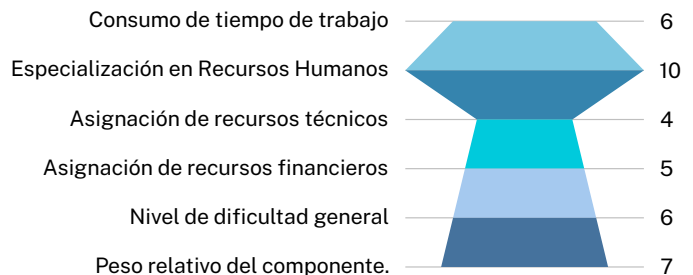 Consumo de tiempo de trabajo 6
Especialización en Recursos Humanos 10
Asignación de recursos técnicos 4
Asignación de recursos financieros 5
Nivel de dificultad general 6
Peso relativo del componente. 7